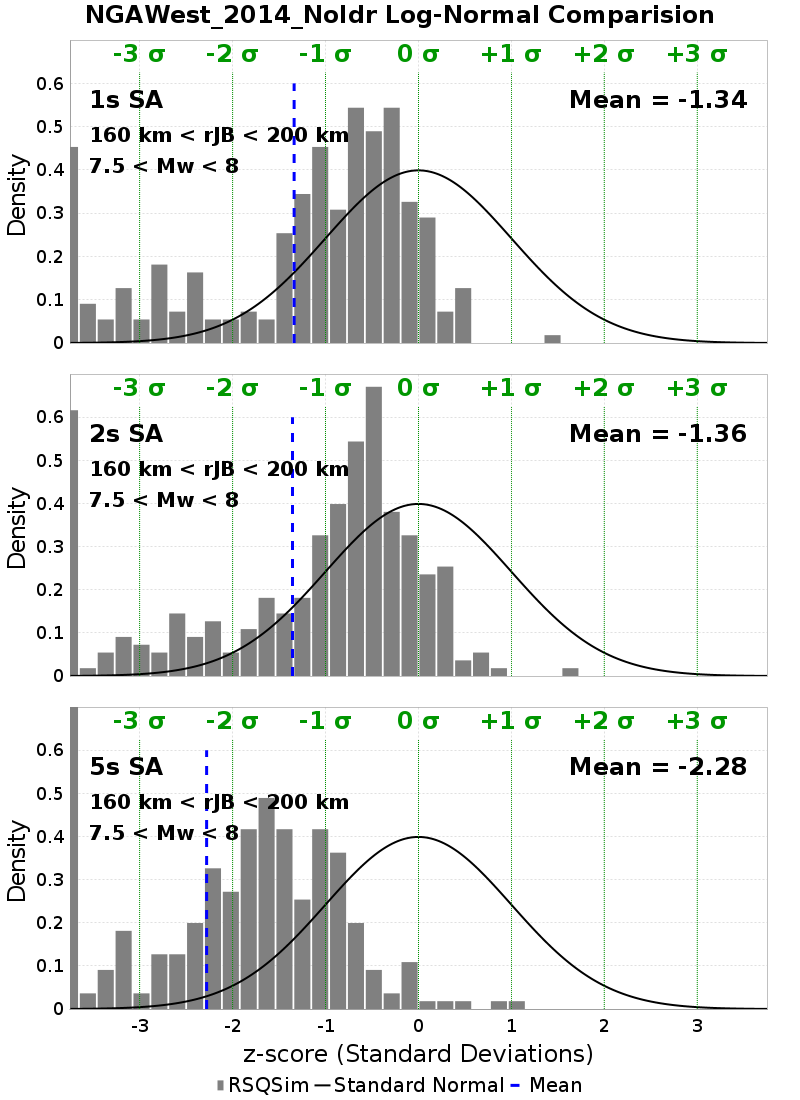 NGAWest_2014_NoIdr Log-Normal Comparision
-3 σ -2 σ -1 σ 0 σ +1 σ +2 σ +3 σ
1s SA
Mean = -1.34
160 km < rJB < 200 km
7.5 < Mw < 8
Density
0.6
0.5
0.4
0.3
0.2
0.1
0
-3 σ -2 σ -1 σ 0 σ +1 σ +2 σ +3 σ
2s SA
Mean = -1.36
160 km < rJB < 200 km
7.5 < Mw < 8
Density
0.6
0.5
0.4
0.3
0.2
0.1
0
-3 σ -2 σ -1 σ 0 σ +1 σ +2 σ +3 σ
5s SA
Mean = -2.28
160 km < rJB < 200 km
7.5 < Mw < 8
Density
0.6
0.5
0.4
0.3
0.2
0.1
0
-3 -2 -1 0 1 2 3
z-score (Standard Deviations)
RSQSim Standard Normal Mean